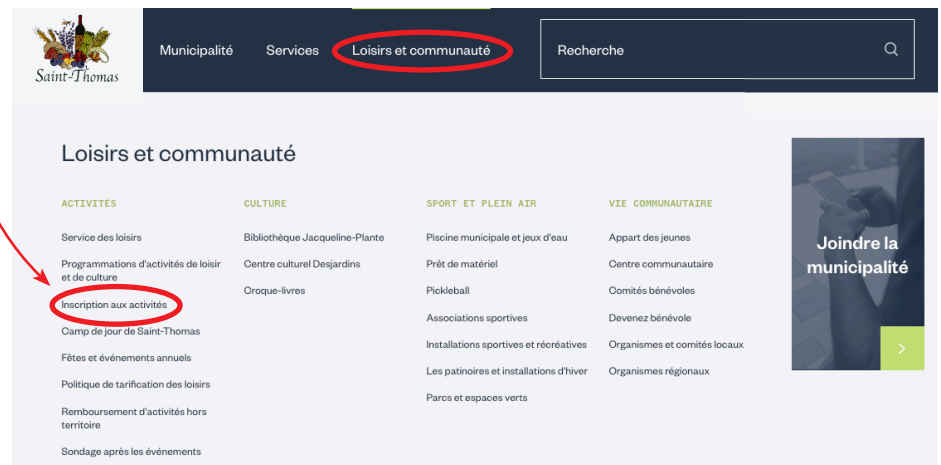 Saint-Thomas
Municipalité
Services
Loisirs et communauté
Recherche
Loisirs et communauté
ACTIVITÉS
Service des loisirs
Programmations d'activités de loisir
et de culture
Inscription aux activités
Camp de jour de Saint-Thomas
Fêtes et événements annuels
Politique de tarification des loisirs
Remboursement d'activités hors
territoire
Sondage après les événements
CULTURE
Bibliothèque Jacqueline-Plante
Centre culturel Desjardins
Croque-livres
SPORT ET PLEIN AIR
Piscine municipale et jeux d'eau
Prêt de matériel
Pickleball
Associations sportives
Installations sportives et récréatives
Les patinoires et installations d'hiver
Parcs et espaces verts
VIE COMMUNAUTAIRE
Appart des jeunes
Centre communautaire
Comités bénévoles
Devenez bénévole
Organismes et comités locaux
Organismes régionaux
Joindre la
municipalité